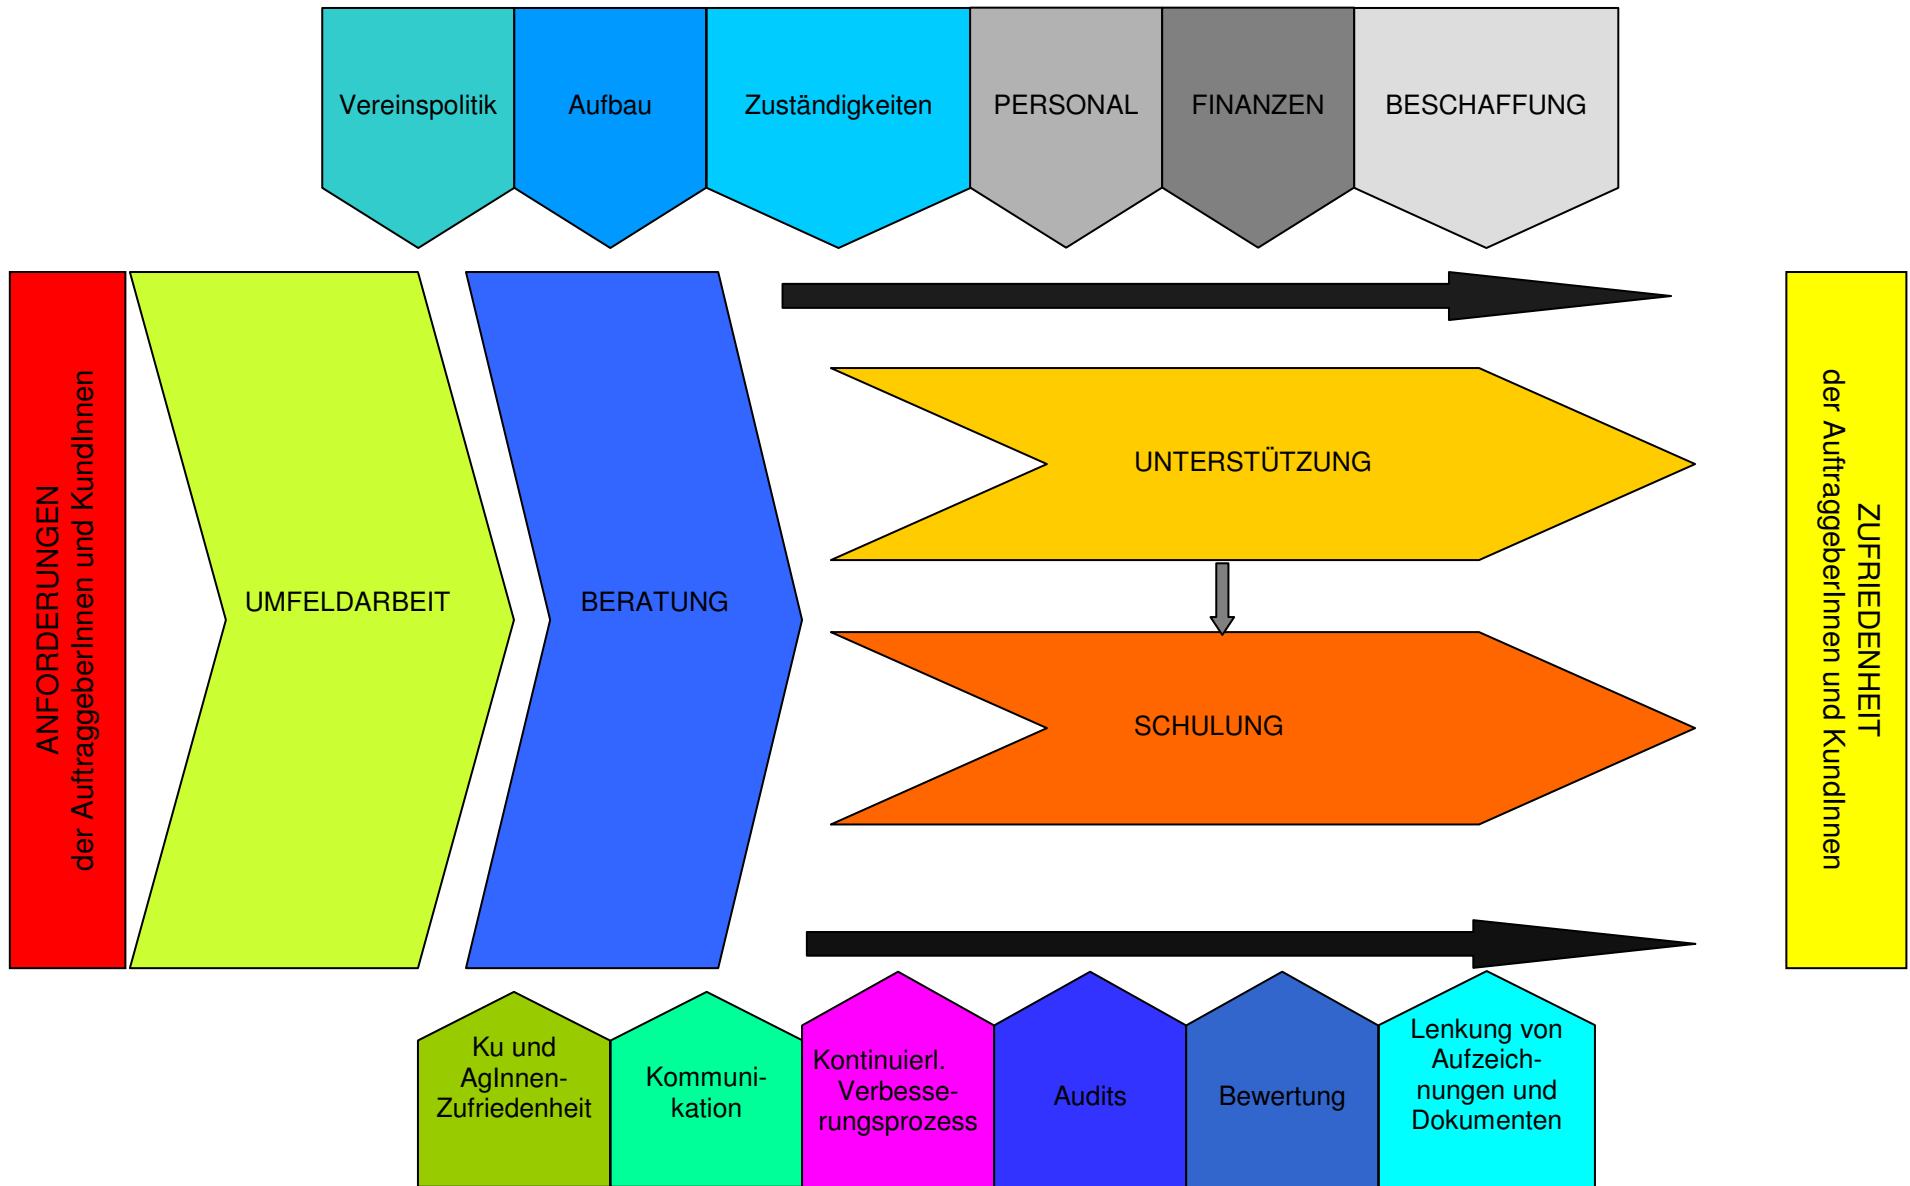 Vereinspolitik
Aufbau
Zuständigkeiten
PERSONAL
FINANZEN
BESCHAFFUNG
ANFORDERUNGEN
der AuftraggeberInnen und KundInnen
UMFELDARBEIT
BERATUNG
UNTERSTÜTZUNG
SCHULUNG
ZUFRIEDENHEIT
der AuftraggeberInnen und KundInnen
Ku und
AgInnen-
Zufriedenheit
Kommuni-
kation
Kontinuierl.
Verbesse-
rungsprozess
Audits
Bewertung
Lenkung von
Aufzeich-
nungen und
Dokumenten